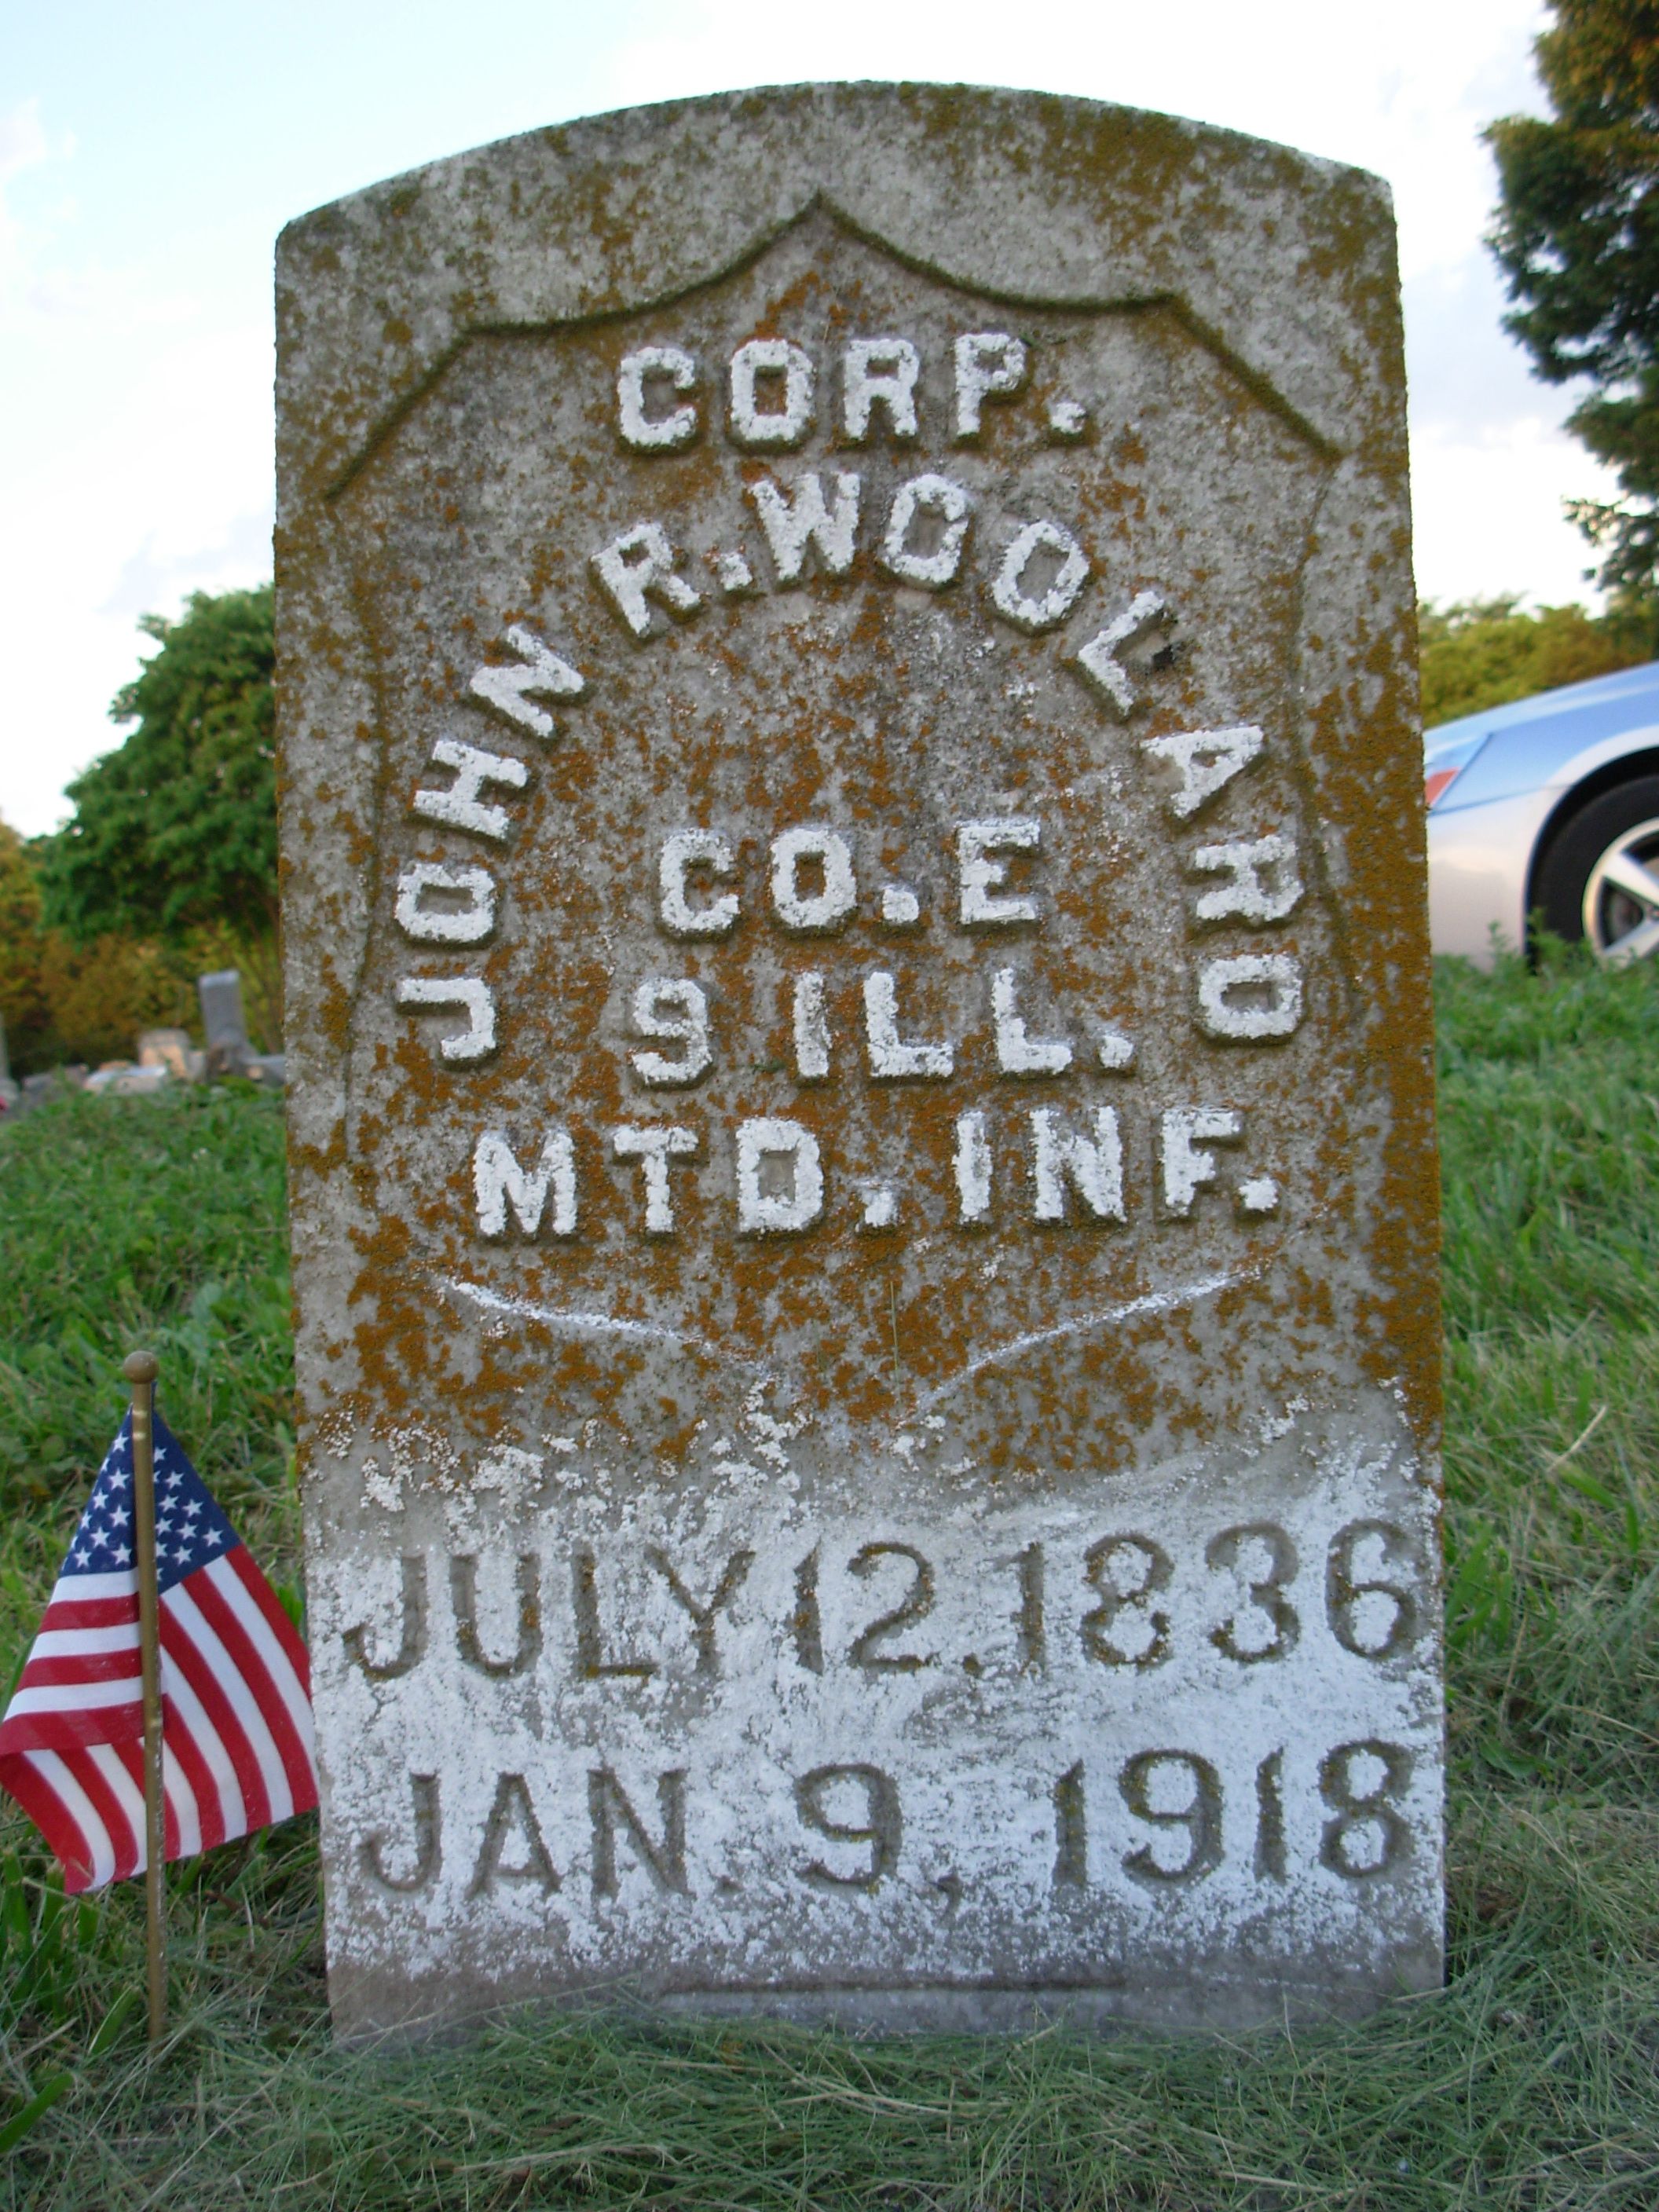 CORP.
JOHN R. WOOLARD
CO. E
9 ILL.
MTD. INF.
JULY 12. 1836
JAN. 9, 1918